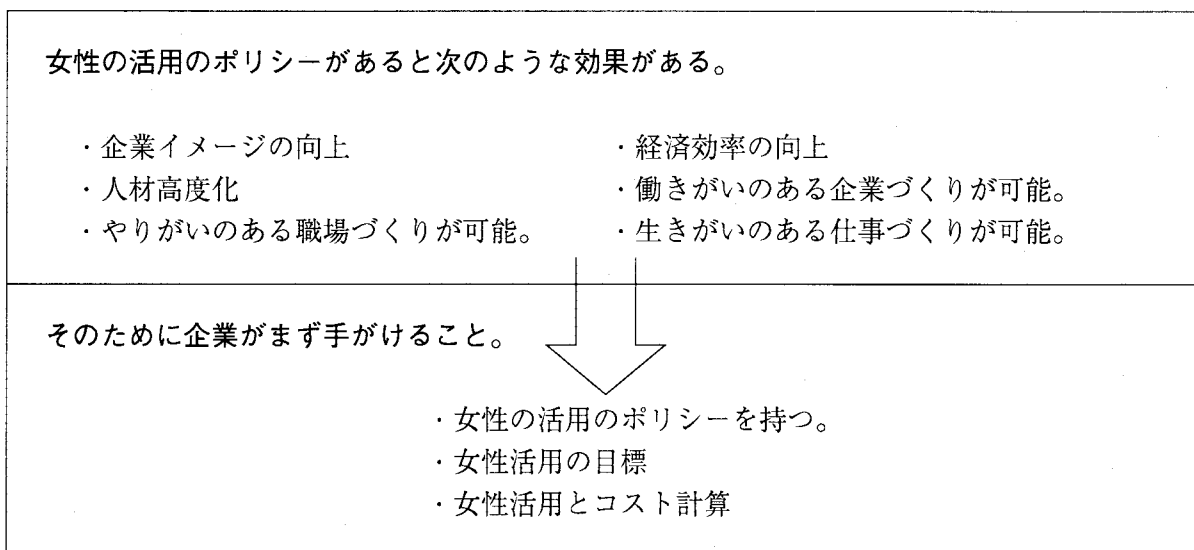 女性の活用のポリシーがあると次のような効果がある。
・企業イメージの向上
・人材高度化
・やりがいのある職場づくりが可能。
・経済効率の向上
・働きがいのある企業づくりが可能。
・生きがいのある仕事づくりが可能。
そのために企業がまず手がけること。
・女性の活用のポリシーを持つ。
・女性活用の目標
・女性活用とコスト計算